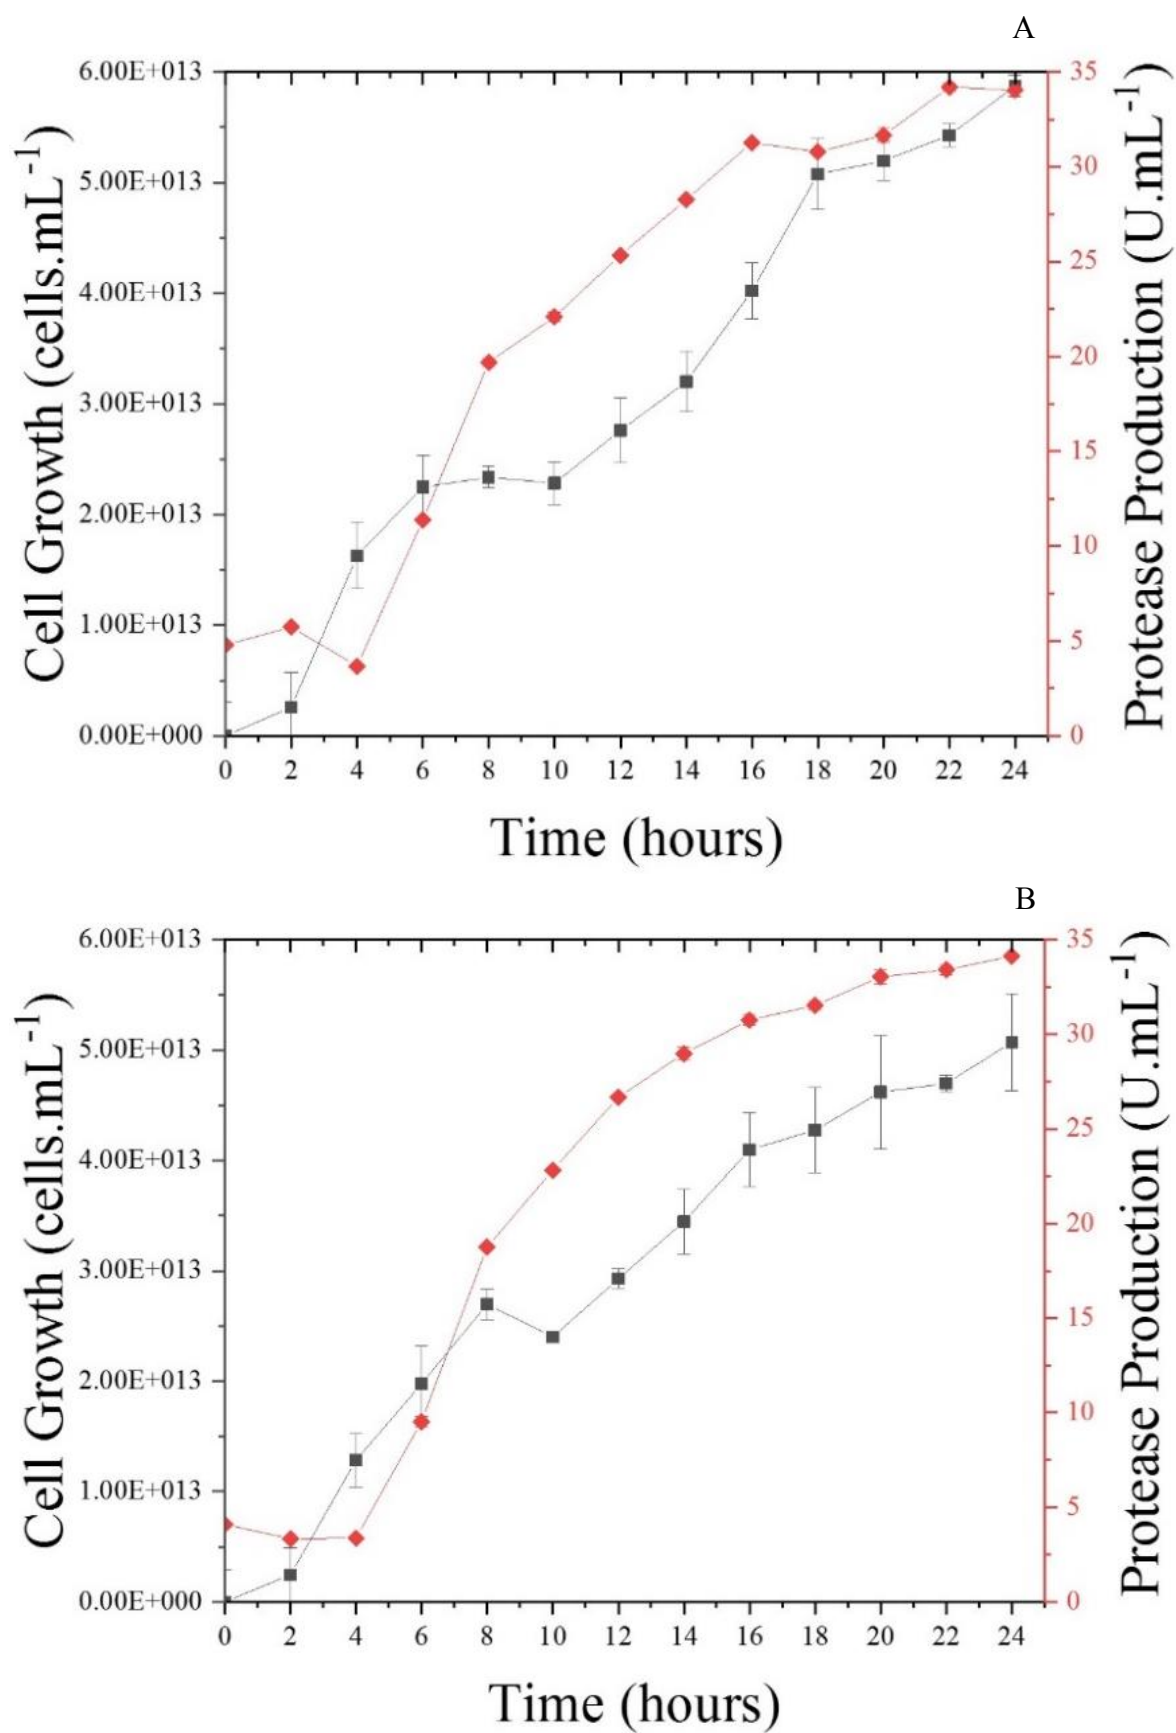 A
6.00E+013
5.00E+013
4.00E+013
3.00E+013
2.00E+013
1.00E+013
0.00E+000
Cell Growth (cells.mL⁻¹)
35
30
25
20
15
10
5
0
Protease Production (U.mL⁻¹)
0 2 4 6 8 10 12 14 16 18 20 22 24
Time (hours)
B
6.00E+013
5.00E+013
4.00E+013
3.00E+013
2.00E+013
1.00E+013
0.00E+000
Cell Growth (cells.mL⁻¹)
35
30
25
20
15
10
5
0
Protease Production (U.mL⁻¹)
0 2 4 6 8 10 12 14 16 18 20 22 24
Time (hours)